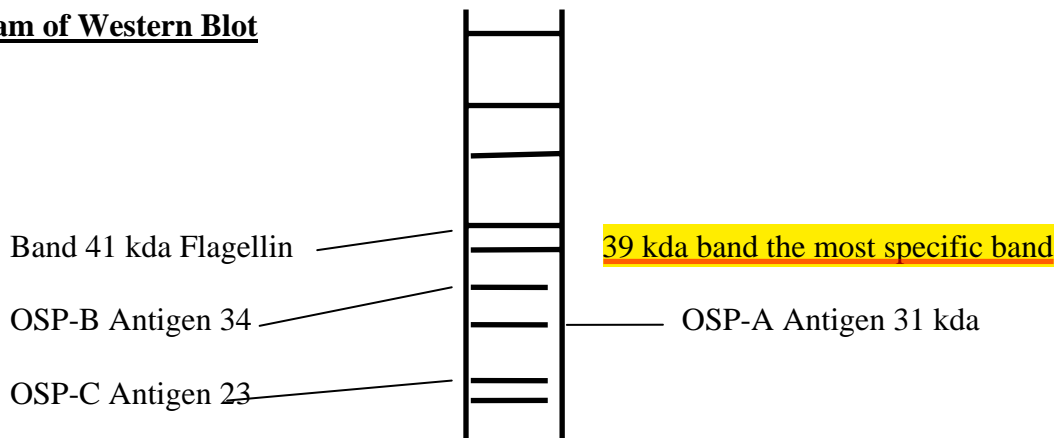 am of Western Blot
Band 41 kda Flagellin
39 kda band the most specific band
OSP-B Antigen 34
OSP-A Antigen 31 kda
OSP-C Antigen 23